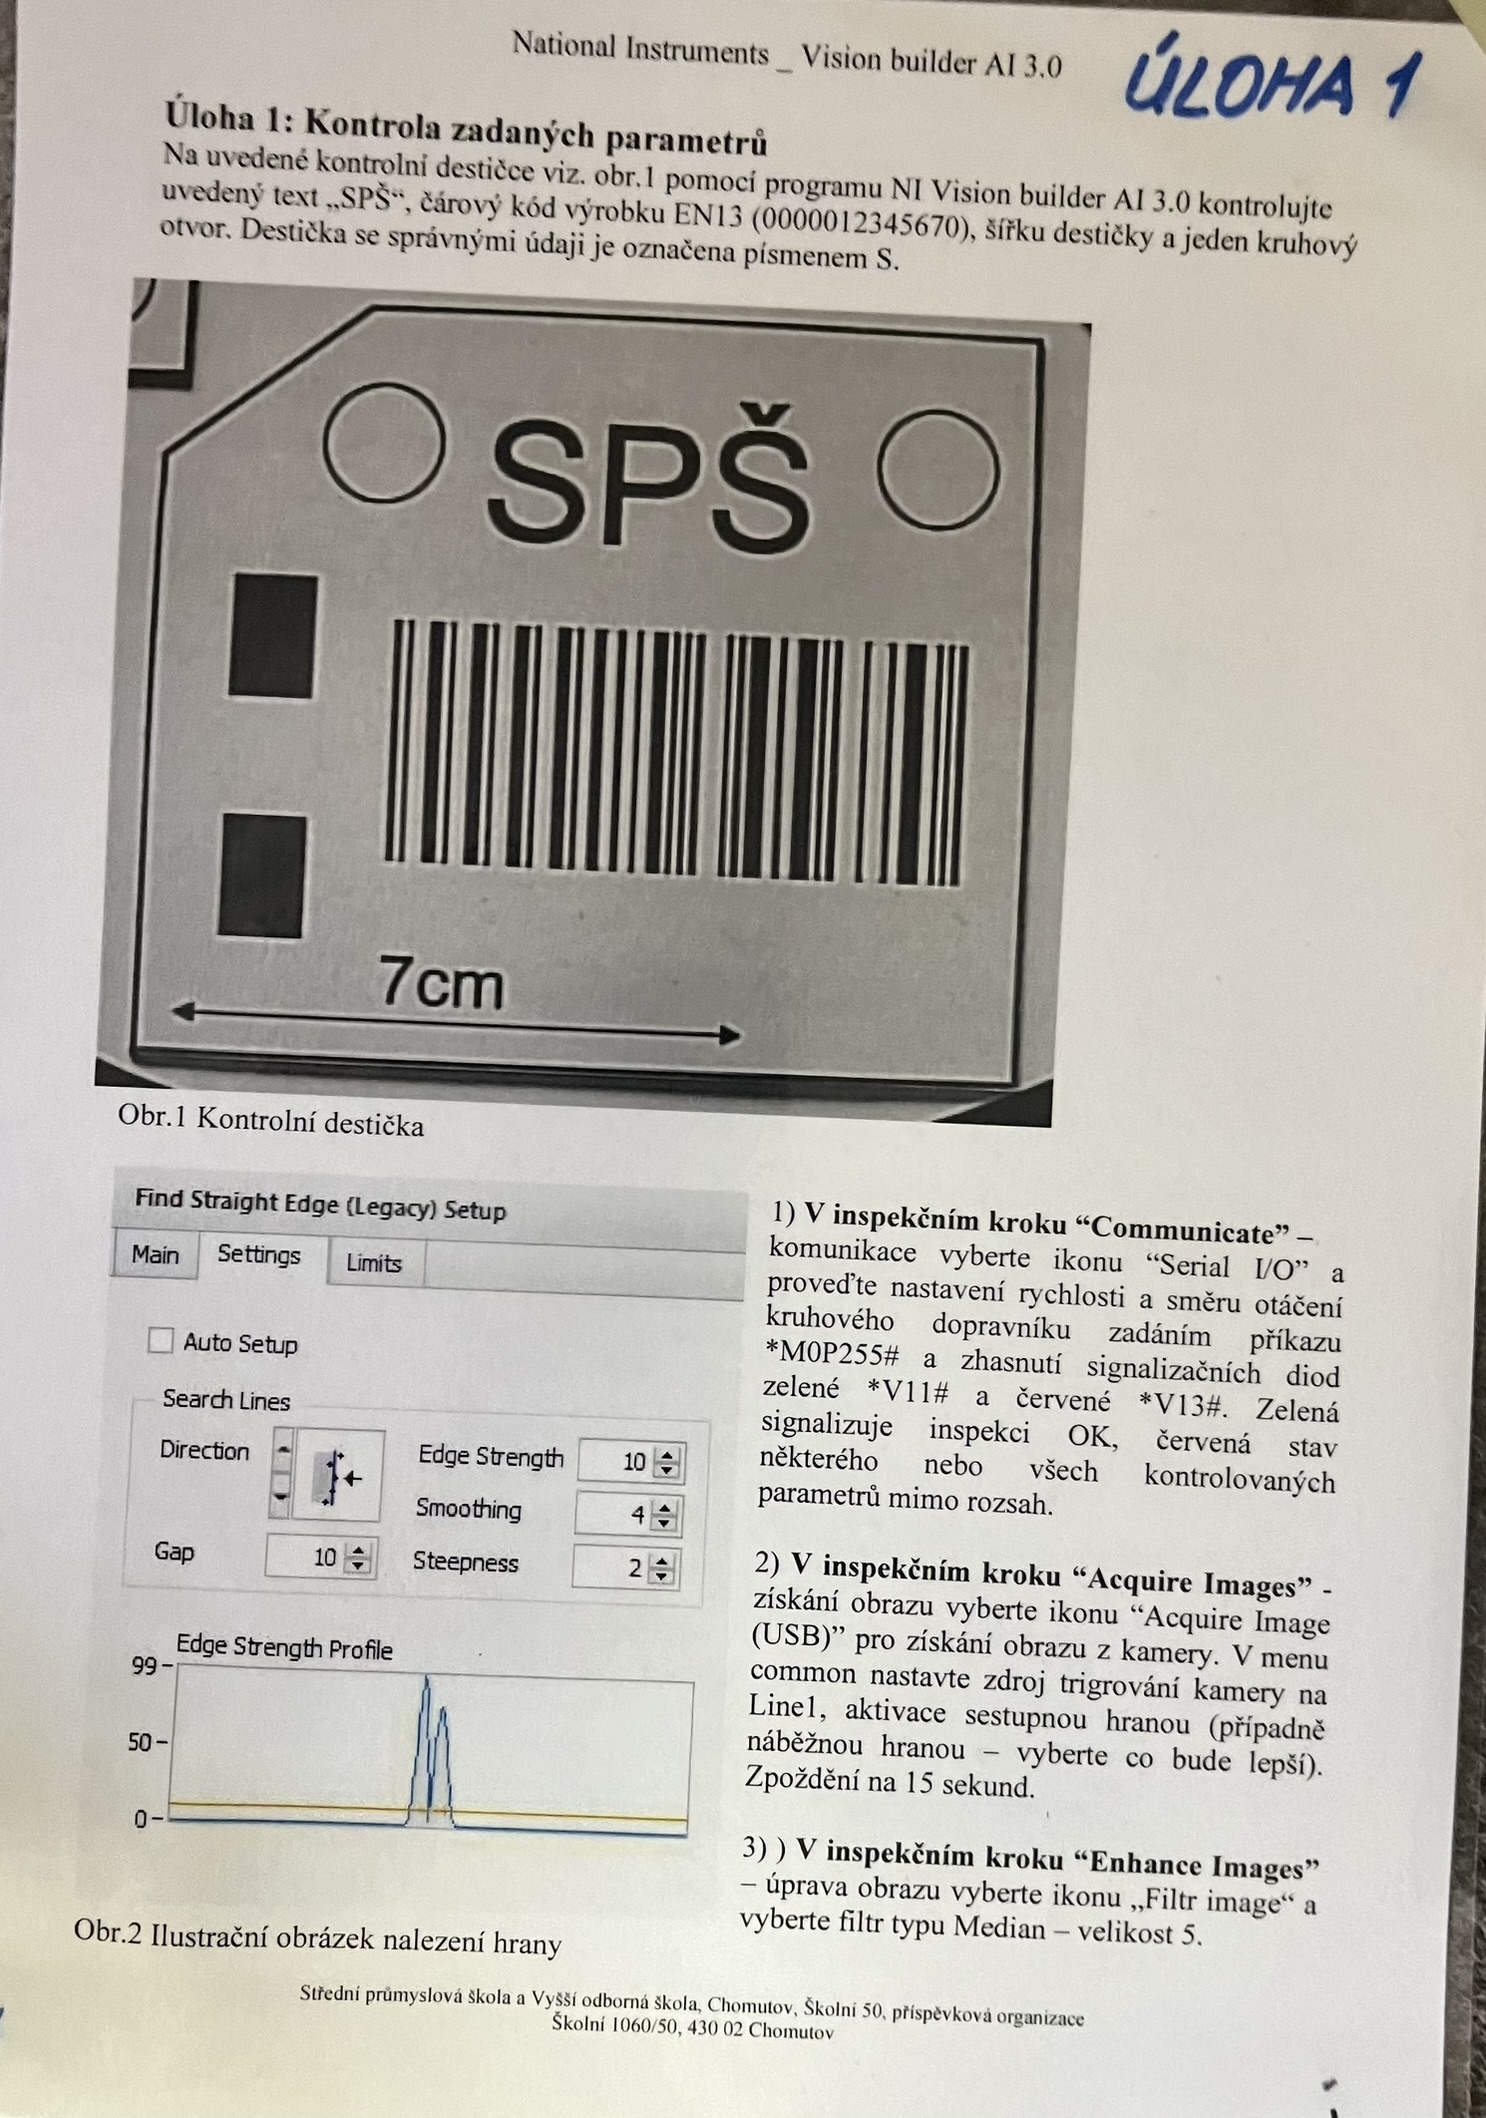 National Instruments _ Vision builder AI 3.0
ÚLOHA 1
Úloha 1: Kontrola zadaných parametrů
Na uvedené kontrolní destičce viz. obr.1 pomocí programu NI Vision builder AI 3.0 kontrolujte
uvedený text „SPŠ“, čárový kód výrobku EN13 (0000012345670), šířku destičky a jeden kruhový
otvor. Destička se správnými údaji je označena písmenem S.
SPŠ
7cm
Obr.1 Kontrolní destička
Find Straight Edge (Legacy) Setup
Main Settings Limits
Auto Setup
Search Lines
Direction
Edge Strength 10
Smoothing 4
Gap 10
Steepness 2
Edge Strength Profile
99
50
0
Obr.2 Ilustrační obrázek nalezení hrany
1) V inspekčním kroku “Communicate” –
komunikace vyberte ikonu “Serial I/O” a
proveďte nastavení rychlosti a směru otáčení
kruhového dopravníku zadáním příkazu
*M0P255# a zhasnutí signalizačních diod
zelené *V11# a červené *V13#. Zelená
signalizuje inspekci OK, červená stav
některého nebo všech kontrolovaných
parametrů mimo rozsah.
2) V inspekčním kroku “Acquire Images” -
získání obrazu vyberte ikonu “Acquire Image
(USB)” pro získání obrazu z kamery. V menu
common nastavte zdroj trigrování kamery na
Line1, aktivace sestupnou hranou (případně
náběžnou hranou – vyberte co bude lepší).
Zpoždění na 15 sekund.
3) ) V inspekčním kroku “Enhance Images”
– úprava obrazu vyberte ikonu „Filtr image“ a
vyberte filtr typu Median – velikost 5.
Střední průmyslová škola a Vyšší odborná škola, Chomutov, Školní 50, příspěvková organizace
Školní 1060/50, 430 02 Chomutov